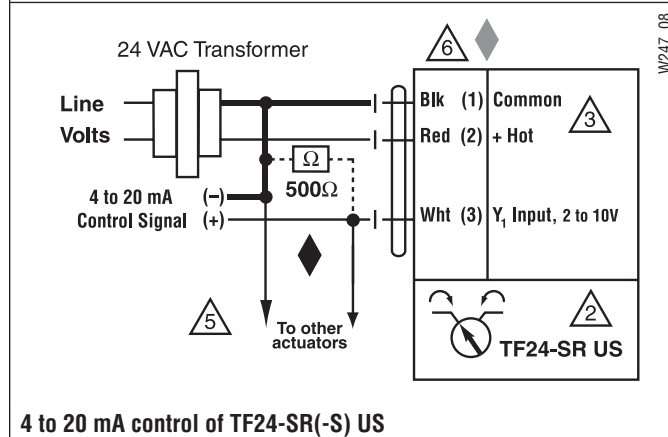 W247_08
24 VAC Transformer
6
Line
Volts
Blk (1) Common
3
Red (2) + Hot
Ω
500Ω
4 to 20 mA (–)
Control Signal (+)
Wht (3) Y1 Input, 2 to 10V
5
To other
actuators
2
TF24-SR US
4 to 20 mA control of TF24-SR(-S) US